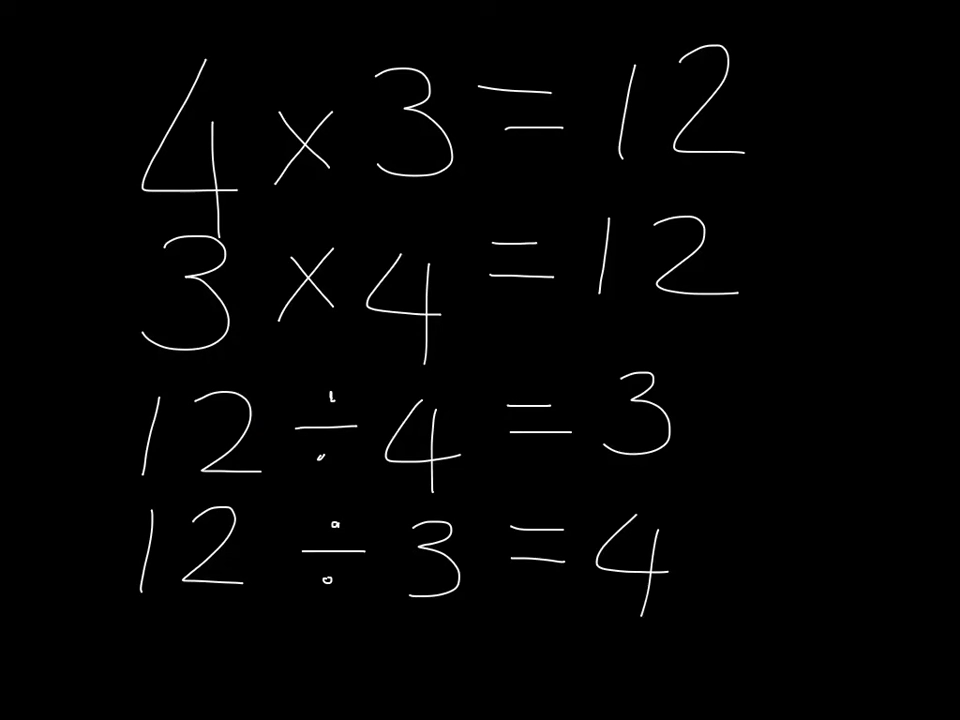 4 × 3 = 12
3 × 4 = 12
12 ÷ 4 = 3
12 ÷ 3 = 4